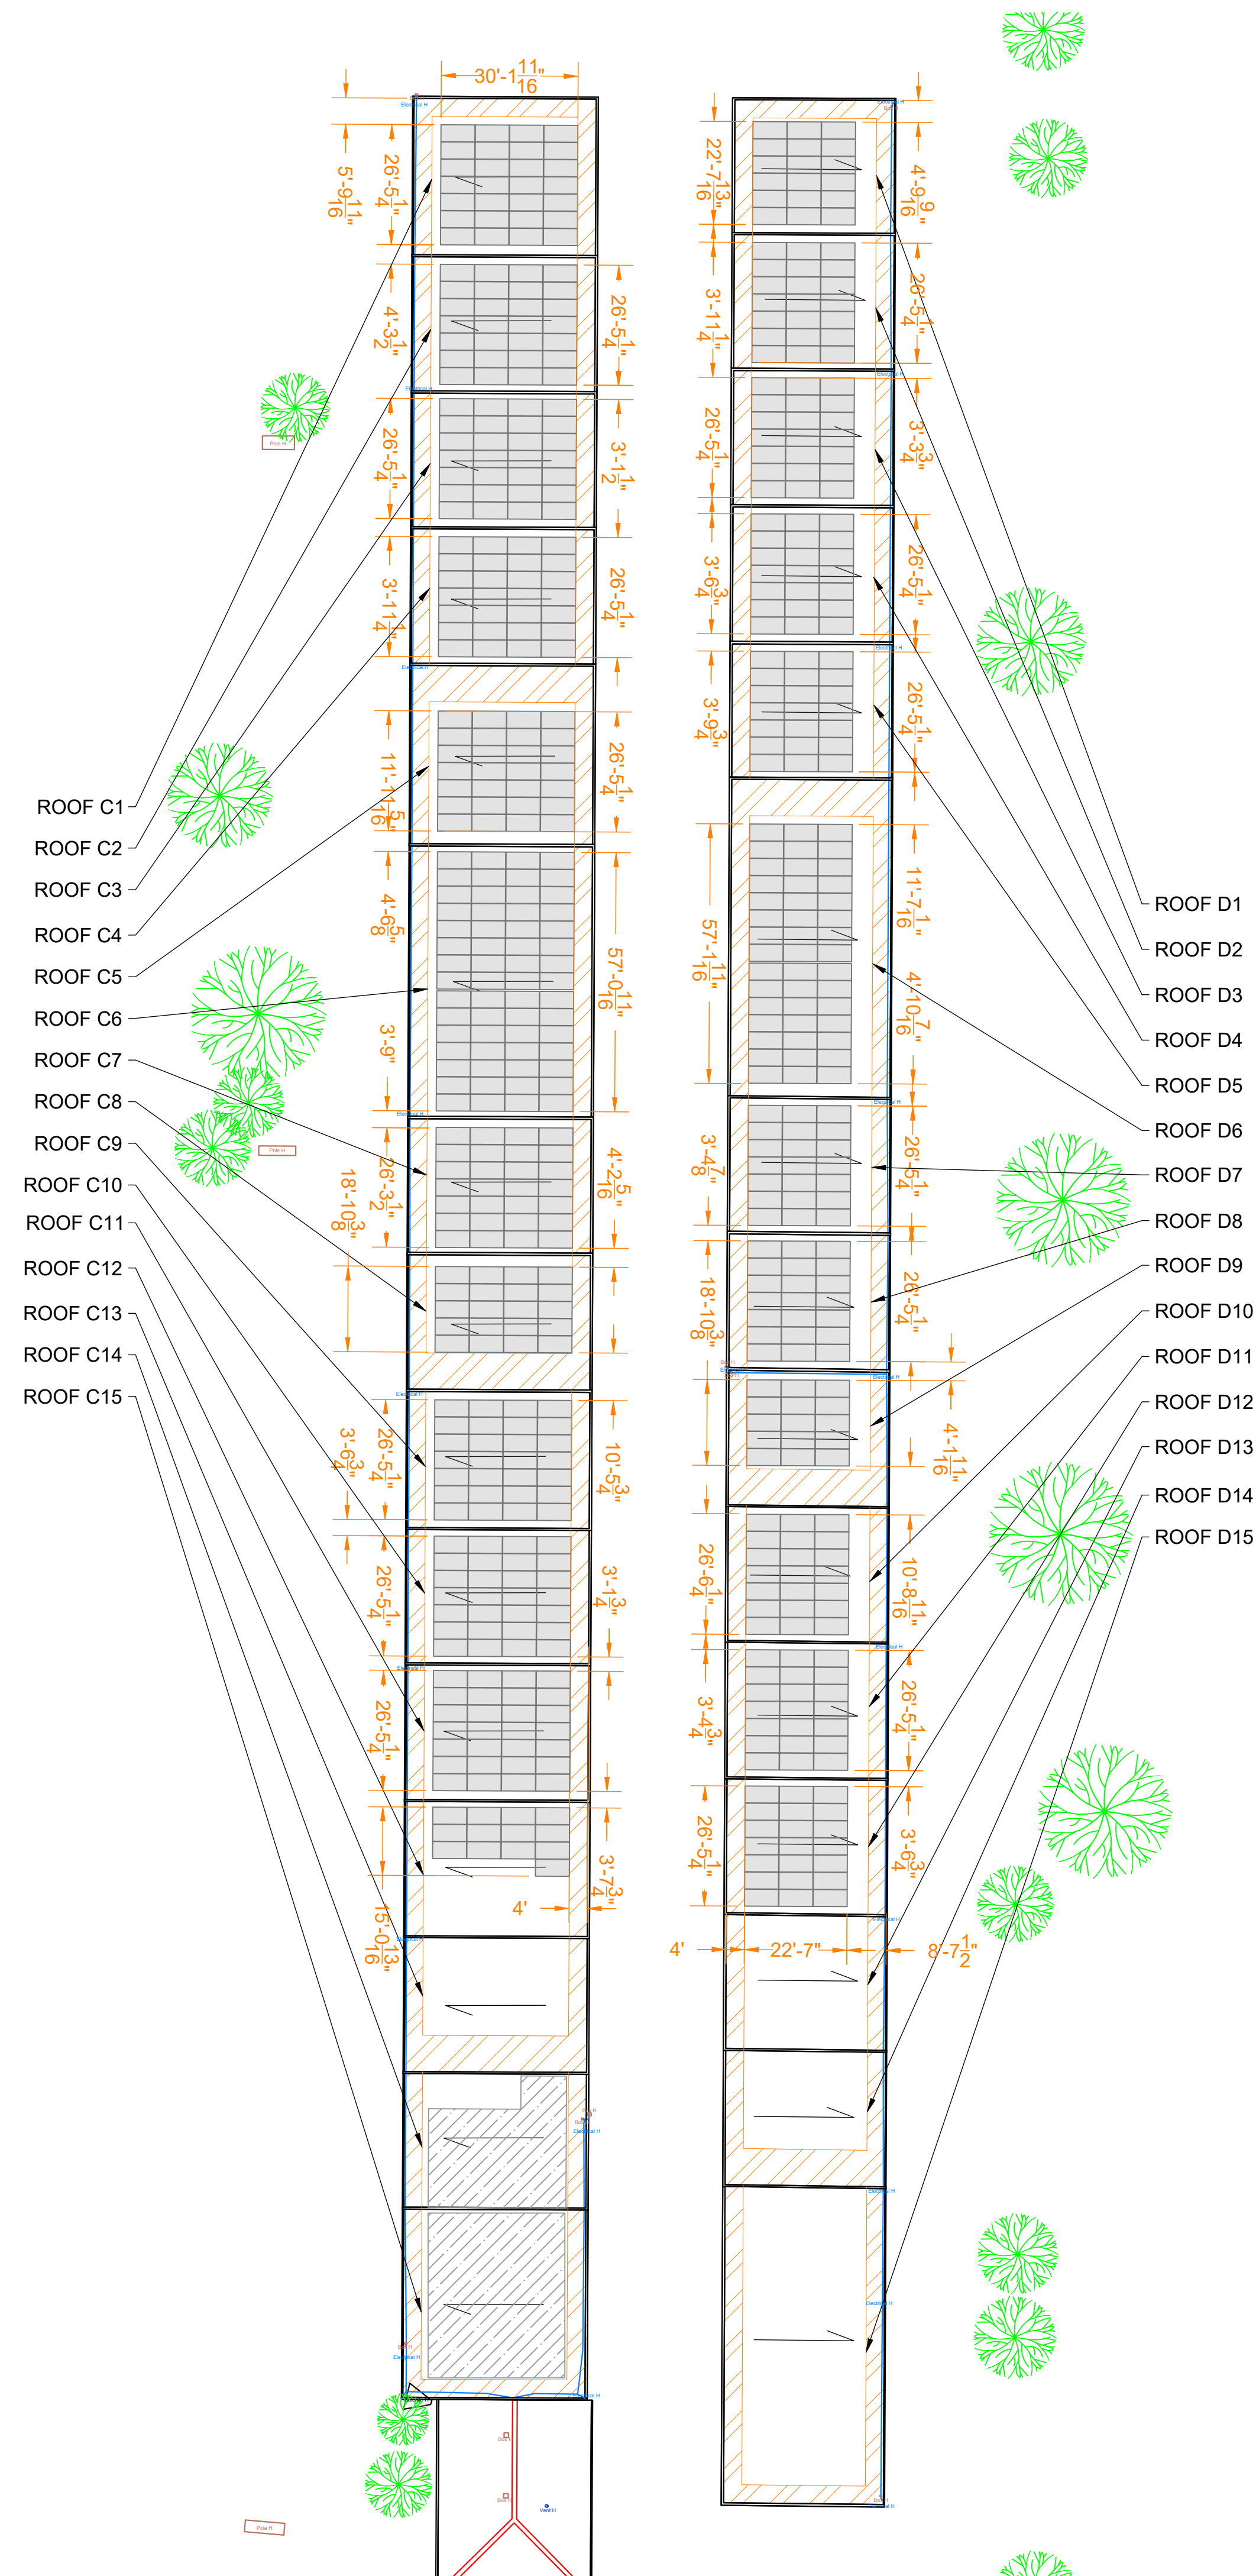 30'-1 11/16"
5'-9 11/16"
26'-5 1/4"
4'-3 1/2"
26'-5 1/4"
26'-5 1/4"
3'-1 1/2"
3'-11 1/4"
26'-5 1/4"
11'-11 5/16"
26'-5 1/4"
4'-6 5/8"
57'-0 11/16"
3'-9"
26'-3 1/2"
4'-2 5/16"
18'-10 3/8"
26'-5 1/4"
3'-6 3/4"
10'-5 3/4"
26'-5 1/4"
3'-1 3/4"
26'-5 1/4"
3'-7 3/4"
4'
15'-0 13/16"
ROOF C1
ROOF C2
ROOF C3
ROOF C4
ROOF C5
ROOF C6
ROOF C7
ROOF C8
ROOF C9
ROOF C10
ROOF C11
ROOF C12
ROOF C13
ROOF C14
ROOF C15
22'-7 13/16"
4'-9 9/16"
3'-11 1/4"
26'-5 1/4"
26'-5 1/4"
3'-3 3/4"
3'-6 3/4"
26'-5 1/4"
3'-9 3/4"
26'-5 1/4"
57'-1 11/16"
11'-7 1/16"
4'-10 7/16"
3'-4 7/8"
26'-5 1/4"
18'-10 3/8"
26'-5 1/4"
4'-1 11/16"
26'-6 1/4"
10'-8 11/16"
3'-4 3/4"
26'-5 1/4"
26'-5 1/4"
3'-6 3/4"
4'
22'-7"
8'-7 1/2"
ROOF D1
ROOF D2
ROOF D3
ROOF D4
ROOF D5
ROOF D6
ROOF D7
ROOF D8
ROOF D9
ROOF D10
ROOF D11
ROOF D12
ROOF D13
ROOF D14
ROOF D15
Electrical H
Electrical H
Electrical H
Electrical H
Electrical H
Electrical H
Electrical H
Pole H
Pole H
Pole H
Box H
Box H
Vent H